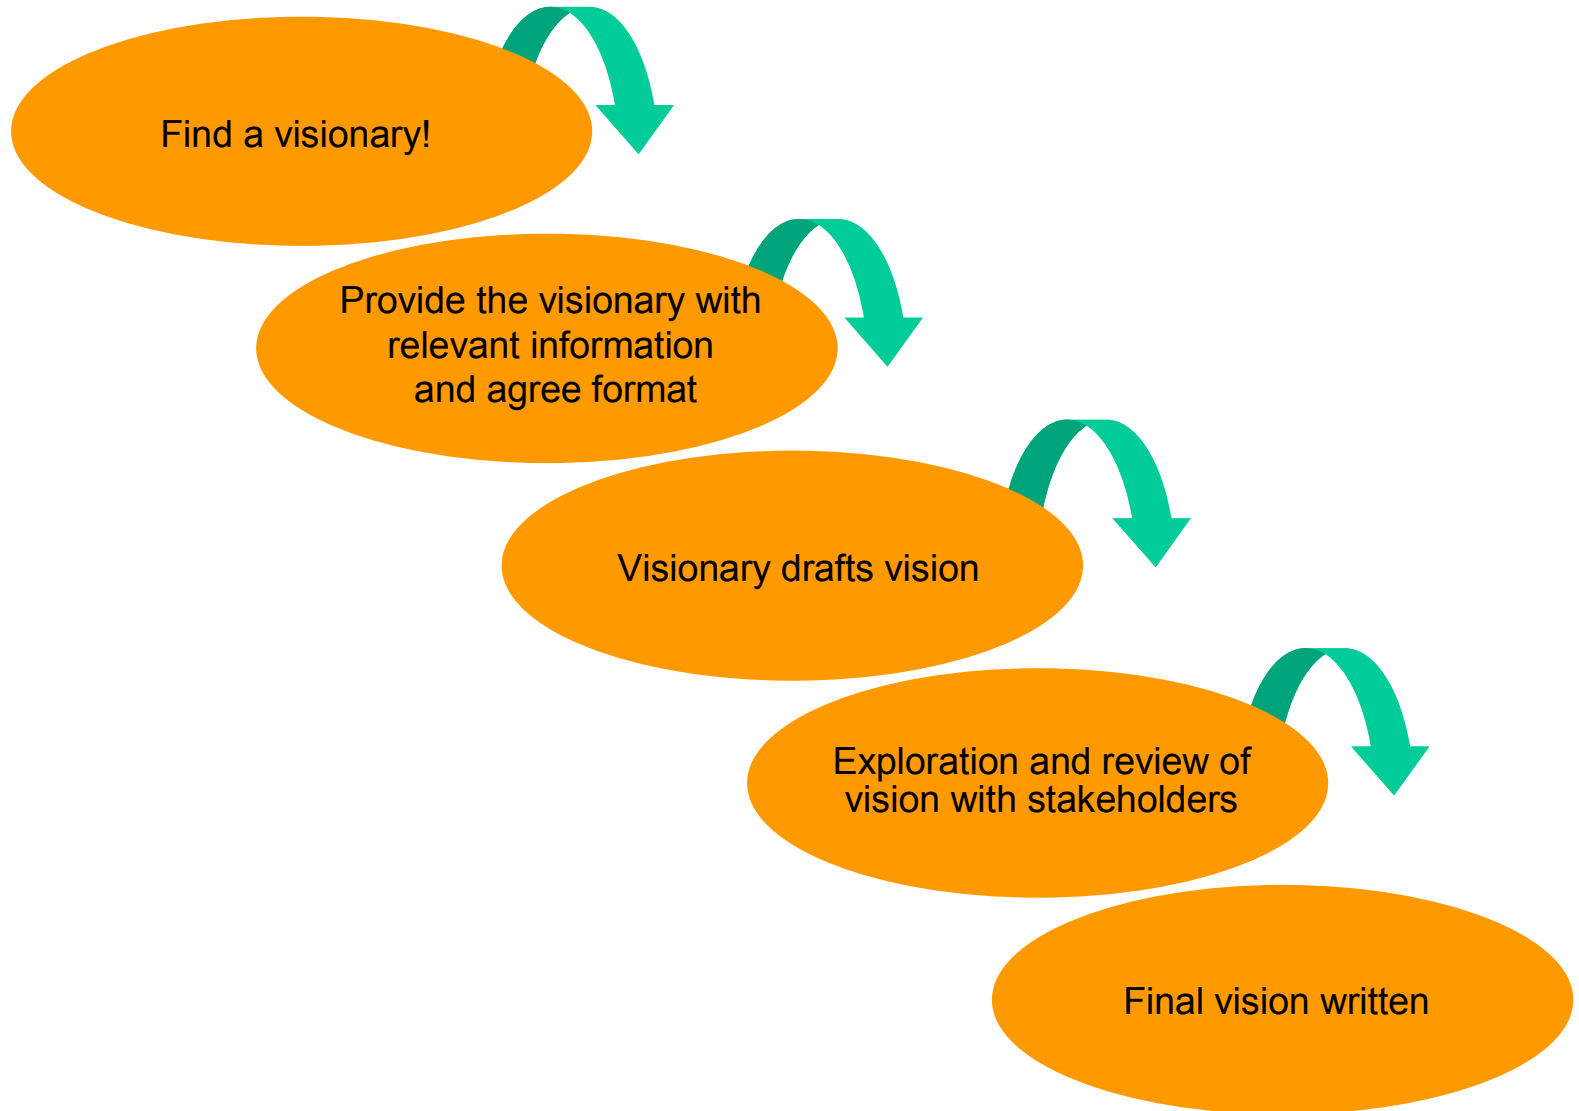 Find a visionary!
Provide the visionary with
relevant information
and agree format
Visionary drafts vision
Exploration and review of
vision with stakeholders
Final vision written